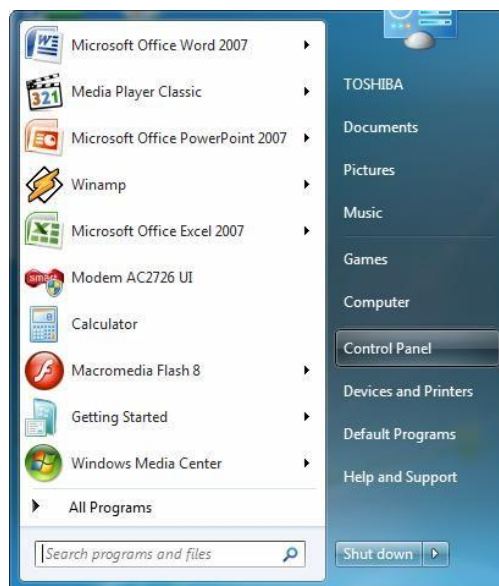 Microsoft Office Word 2007
Media Player Classic
321
Microsoft Office PowerPoint 2007
Winamp
Microsoft Office Excel 2007
smart
Modem AC2726 UI
Calculator
Macromedia Flash 8
Getting Started
Windows Media Center
All Programs
Search programs and files
TOSHIBA
Documents
Pictures
Music
Games
Computer
Control Panel
Devices and Printers
Default Programs
Help and Support
Shut down